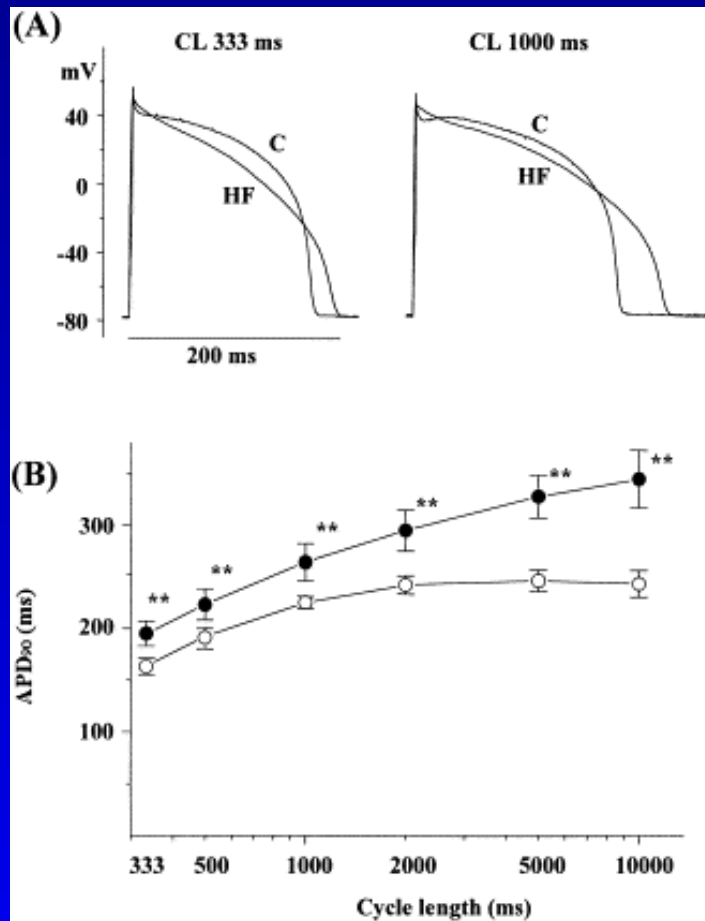 (A)
CL 333 ms CL 1000 ms
mV
40
0
-40
-80
C
HF
C
HF
200 ms
(B)
APD90 (ms)
300
200
100
** ** ** ** ** **
333 500 1000 2000 5000 10000
Cycle length (ms)